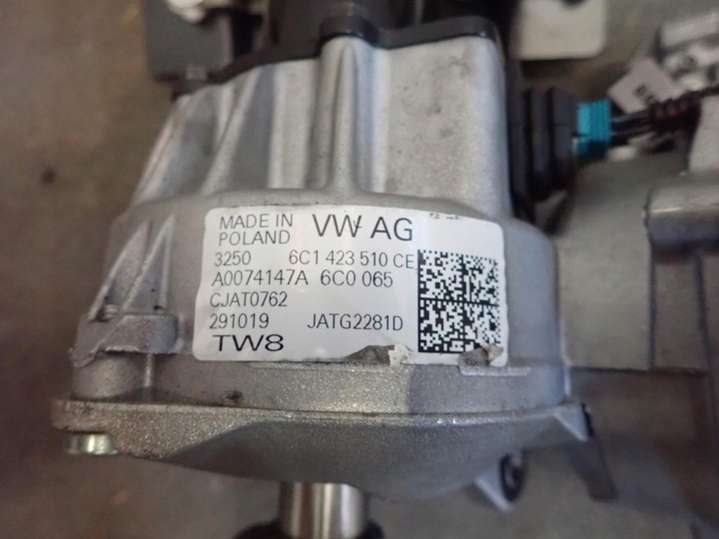 MADE IN
POLAND
VW AG
3250 6C1 423 510 CE
A0074147A 6C0 065
CJAT0762
291019 JATG2281D
TW8